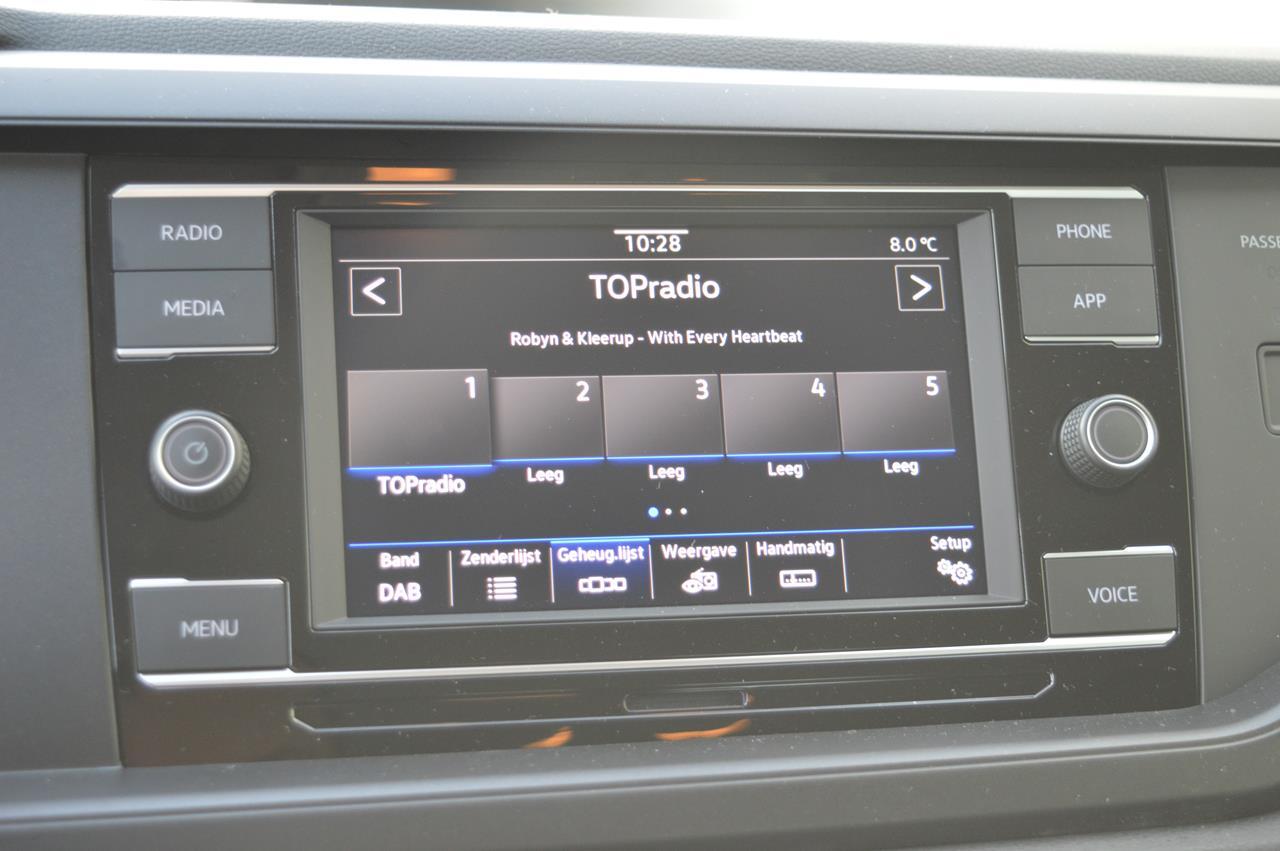 RADIO
MEDIA
MENU
10:28
8.0 °C
<
TOPradio
>
Robyn & Kleerup - With Every Heartbeat
1
2
3
4
5
TOPradio
Leeg
Leeg
Leeg
Leeg
Band
DAB
Zenderlijst
Geheug.lijst
Weergave
Handmatig
Setup
PHONE
APP
VOICE
PASSE